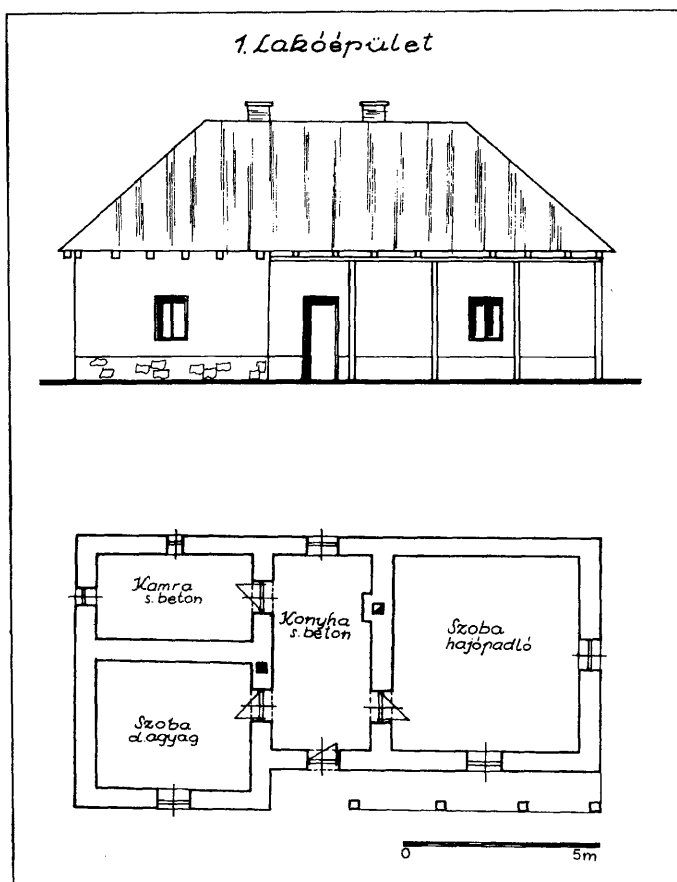 1. Lakóépület
Kamra
s. beton
Konyha
s. beton
Szoba
hajópadló
Szoba
d. agyag
0 5m